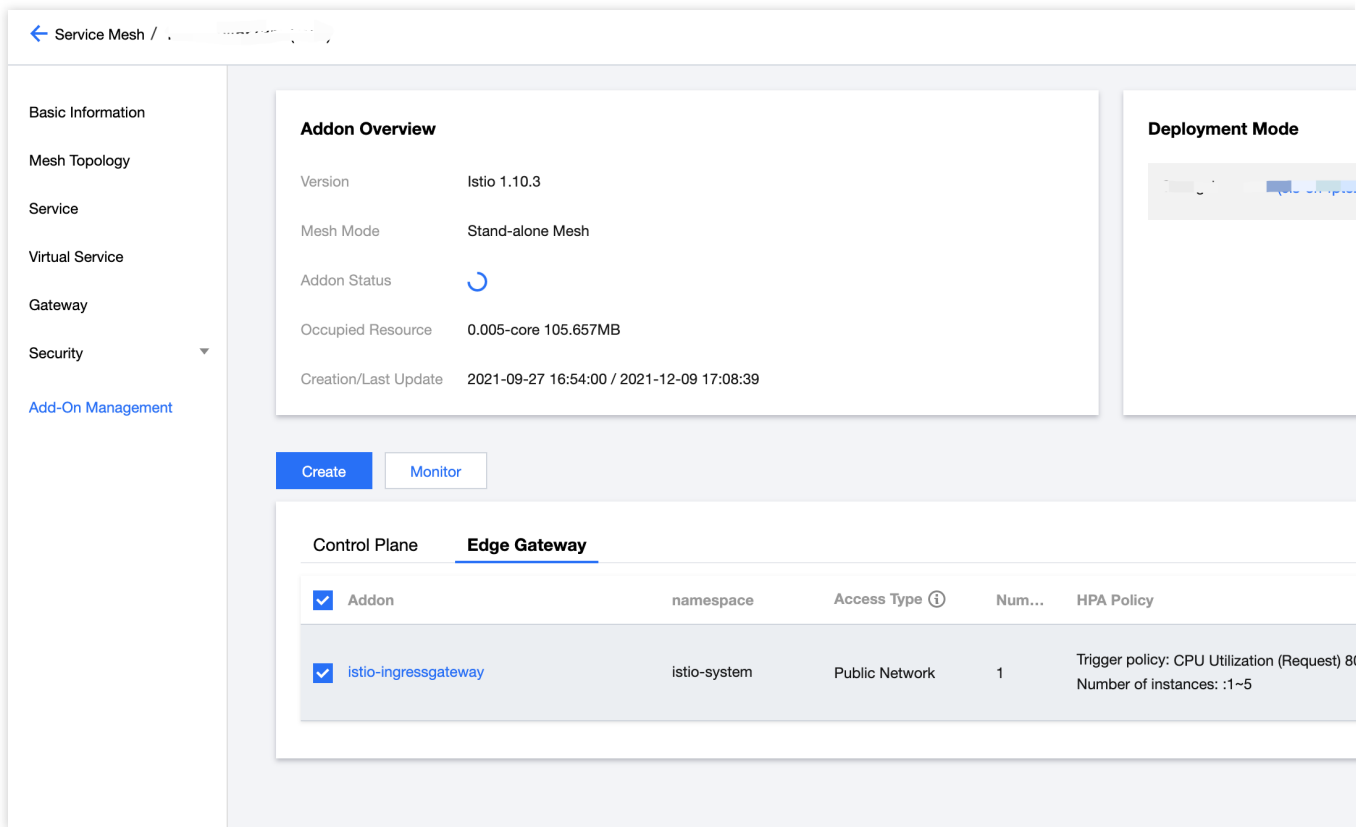 Service Mesh /
Basic Information
Mesh Topology
Service
Virtual Service
Gateway
Security
Add-On Management
Addon Overview
Version Istio 1.10.3
Mesh Mode Stand-alone Mesh
Addon Status
Occupied Resource 0.005-core 105.657MB
Creation/Last Update 2021-09-27 16:54:00 / 2021-12-09 17:08:39
Deployment Mode
Create Monitor
Control Plane Edge Gateway
Addon namespace Access Type Num... HPA Policy
istio-ingressgateway istio-system Public Network 1 Trigger policy: CPU Utilization (Request) 80
Number of instances: :1~5